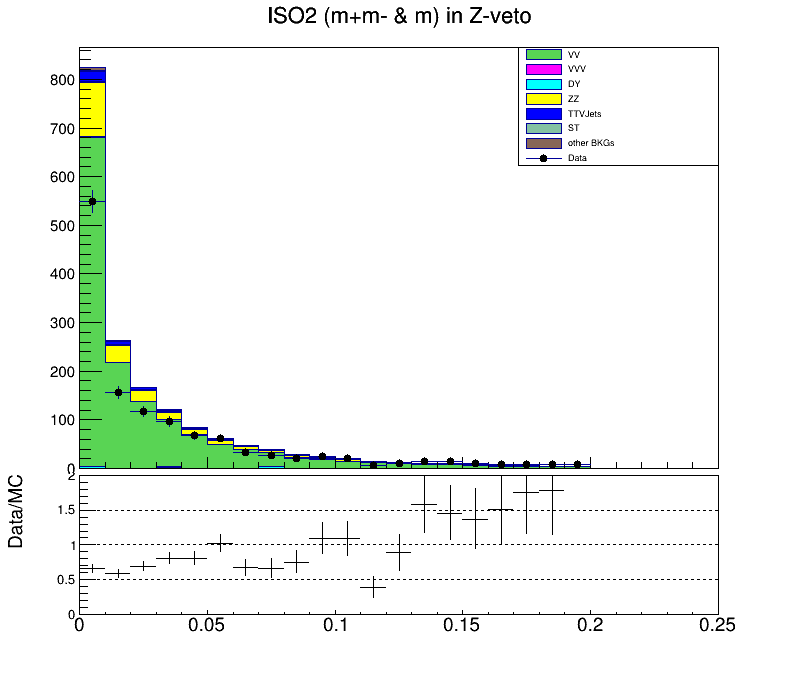 ISO2 (m+m- & m) in Z-veto
VV
VVV
DY
ZZ
TTVJets
ST
other BKGs
Data
800
700
600
500
400
300
200
100
0
Data/MC
2
1.5
1
0.5
0
0 0.05 0.1 0.15 0.2 0.25